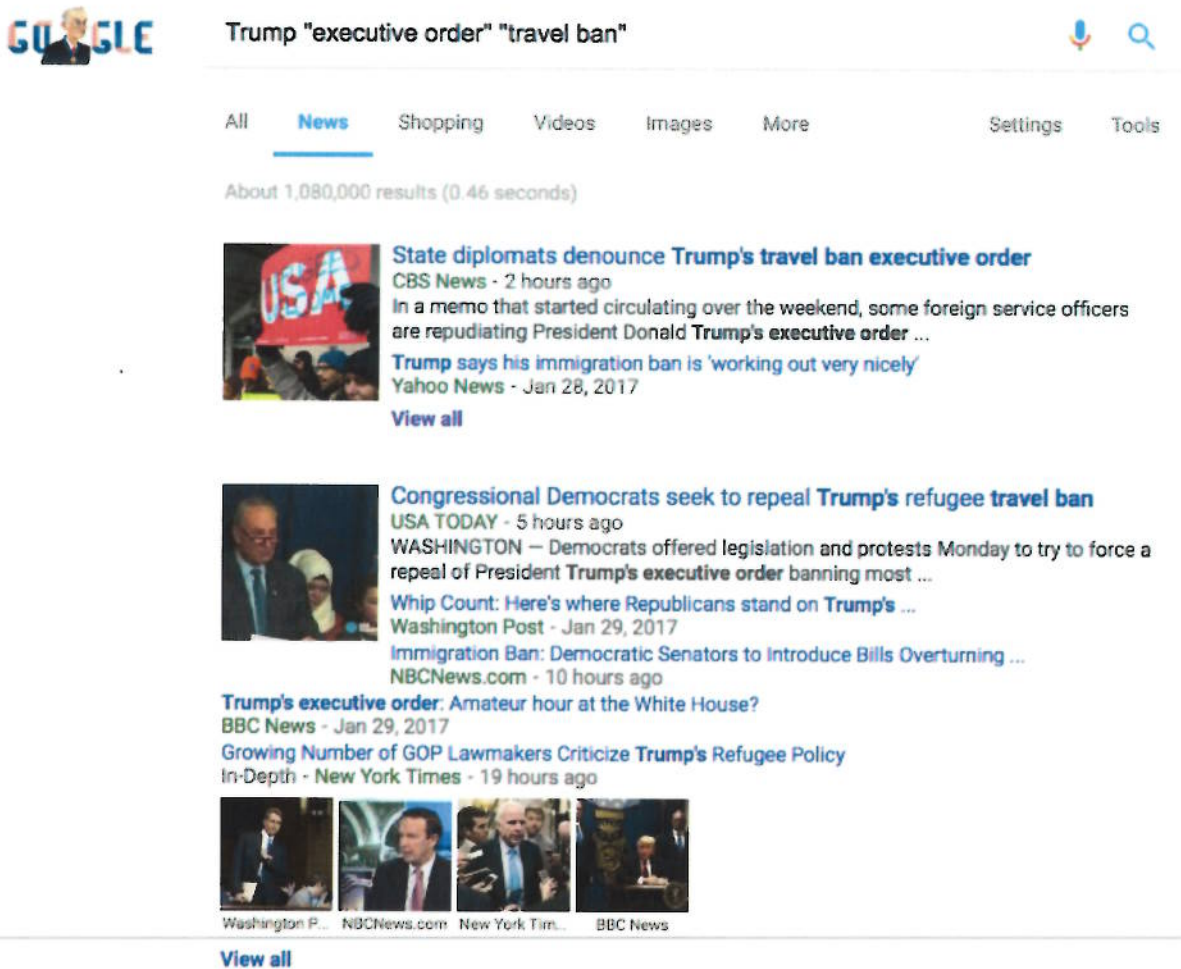 GOOGLE
Trump "executive order" "travel ban"
All News Shopping Videos Images More Settings Tools
About 1,080,000 results (0.46 seconds)
USA
State diplomats denounce Trump's travel ban executive order
CBS News - 2 hours ago
In a memo that started circulating over the weekend, some foreign service officers
are repudiating President Donald Trump's executive order ...
Trump says his immigration ban is 'working out very nicely'
Yahoo News - Jan 28, 2017
View all
Congressional Democrats seek to repeal Trump's refugee travel ban
USA TODAY - 5 hours ago
WASHINGTON — Democrats offered legislation and protests Monday to try to force a
repeal of President Trump's executive order banning most ...
Whip Count: Here's where Republicans stand on Trump's ...
Washington Post - Jan 29, 2017
Immigration Ban: Democratic Senators to Introduce Bills Overturning ...
NBCNews.com - 10 hours ago
Trump's executive order: Amateur hour at the White House?
BBC News - Jan 29, 2017
Growing Number of GOP Lawmakers Criticize Trump's Refugee Policy
In-Depth - New York Times - 19 hours ago
Washington P... NBCNews.com New York Tim... BBC News
View all